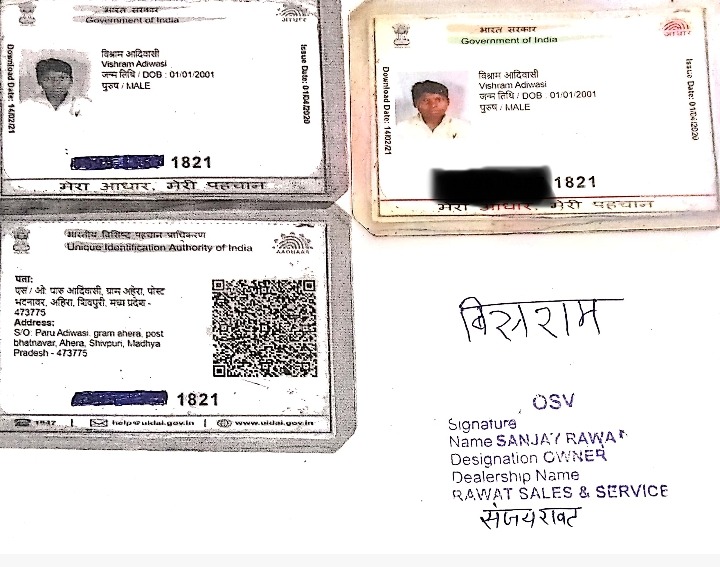 भारत सरकार
Government of India
आधार
Download Date: 14/02/21
विश्राम आदिवासी
Vishram Adiwasi
जन्म तिथि / DOB : 01/01/2001
पुरुष / MALE
Issue Date: 01/04/2020
1821
मेरा आधार, मेरी पहचान
भारतीय विशिष्ट पहचान प्राधिकरण
Unique Identification Authority of India
AADHAAR
पता:
एस / ओ: पारु आदिवासी, ग्राम अहेरा, पोस्ट
भटनावर, अहिरा, शिवपुरी, मध्य प्रदेश -
473775
Address:
S/O: Paru Adiwasi, gram ahera, post
bhatnavar, Ahera, Shivpuri, Madhya
Pradesh - 473775
1821
1947
help@uidai.gov.in
www.uidai.gov.in
भारत सरकार
Government of India
आधार
Download Date: 14/02/21
विश्राम आदिवासी
Vishram Adiwasi
जन्म तिथि / DOB : 01/01/2001
पुरुष / MALE
Issue Date: 01/04/2020
1821
मेरा आधार, मेरी पहचान
विसराम
OSV
Signature
Name SANJAY RAWAT
Designation OWNER
Dealership Name
RAWAT SALES & SERVICE
संजय रावत